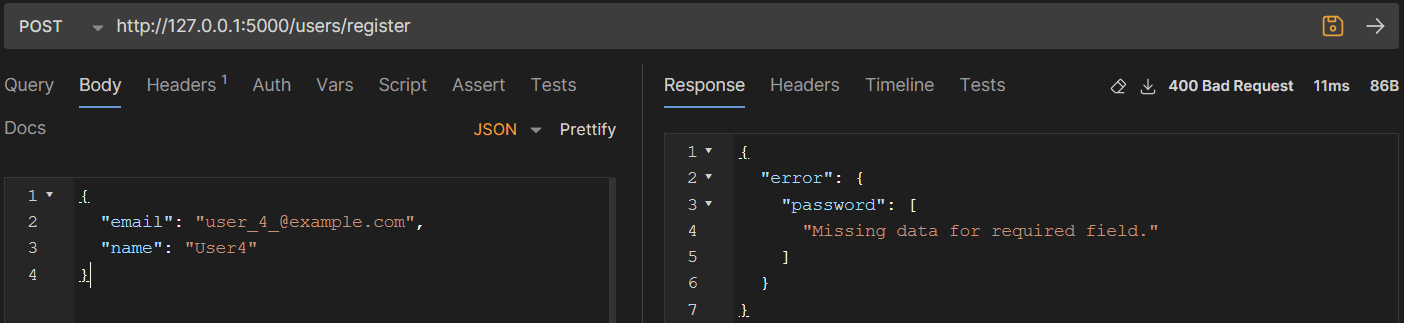 POST http://127.0.0.1:5000/users/register
Query Body Headers 1 Auth Vars Script Assert Tests
Docs JSON Prettify
1 {
2 "email": "user_4_@example.com",
3 "name": "User4"
4 }
Response Headers Timeline Tests 400 Bad Request 11ms 86B
1 {
2 "error": {
3 "password": [
4 "Missing data for required field."
5 ]
6 }
7 }